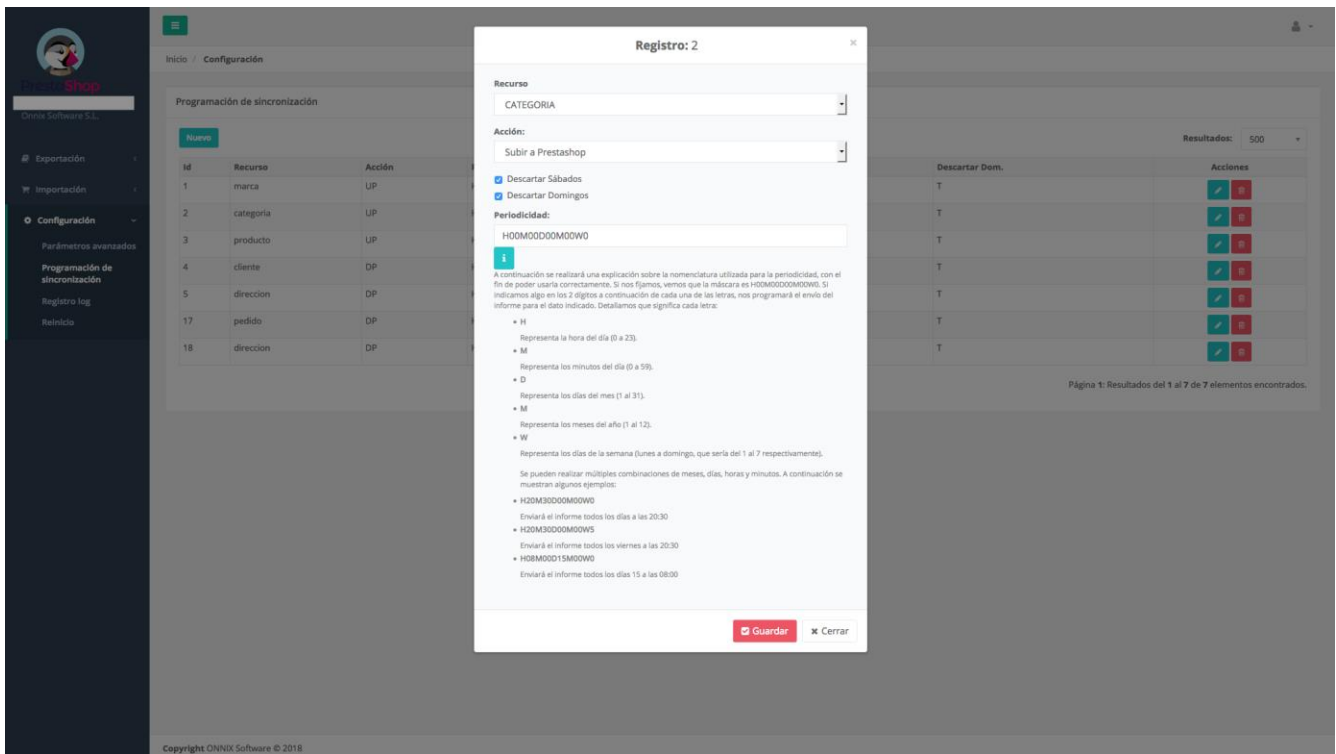 PrestaShop
Onnix Software S.L.
Exportación
Importación
Configuración
Parámetros avanzados
Programación de
sincronización
Registro log
Reinicio
Inicio / Configuración
Programación de sincronización
Nuevo
Resultados: 500
Id Recurso Acción Descartar Dom. Acciones
1 marca UP T
2 categoria UP T
3 producto UP T
4 cliente DP T
5 direccion DP T
17 pedido DP T
18 direccion DP T
Página 1: Resultados del 1 al 7 de 7 elementos encontrados.
Copyright ONNIX Software © 2018
Registro: 2
×
Recurso
CATEGORIA
Acción:
Subir a Prestashop
Descartar Sábados
Descartar Domingos
Periodicidad:
H00M00D00M00W0
A continuación se realizará una explicación sobre la nomenclatura utilizada para la periodicidad, con el
fin de poder usarla correctamente. Si nos fijamos, vemos que la máscara es H00M00D00M00W0. Si
indicamos algo en los 2 dígitos a continuación de cada una de las letras, nos programará el envío del
informe para el dato indicado. Detallamos que significa cada letra:
• H
Representa la hora del día (0 a 23).
• M
Representa los minutos del día (0 a 59).
• D
Representa los días del mes (1 al 31).
• M
Representa los meses del año (1 al 12).
• W
Representa los días de la semana (lunes a domingo, que sería del 1 al 7 respectivamente).
Se pueden realizar múltiples combinaciones de meses, días, horas y minutos. A continuación se
muestran algunos ejemplos:
• H20M30D00M00W0
Enviará el informe todos los días a las 20:30
• H20M30D00M00W5
Enviará el informe todos los viernes a las 20:30
• H08M00D15M00W0
Enviará el informe todos los días 15 a las 08:00
Guardar
× Cerrar